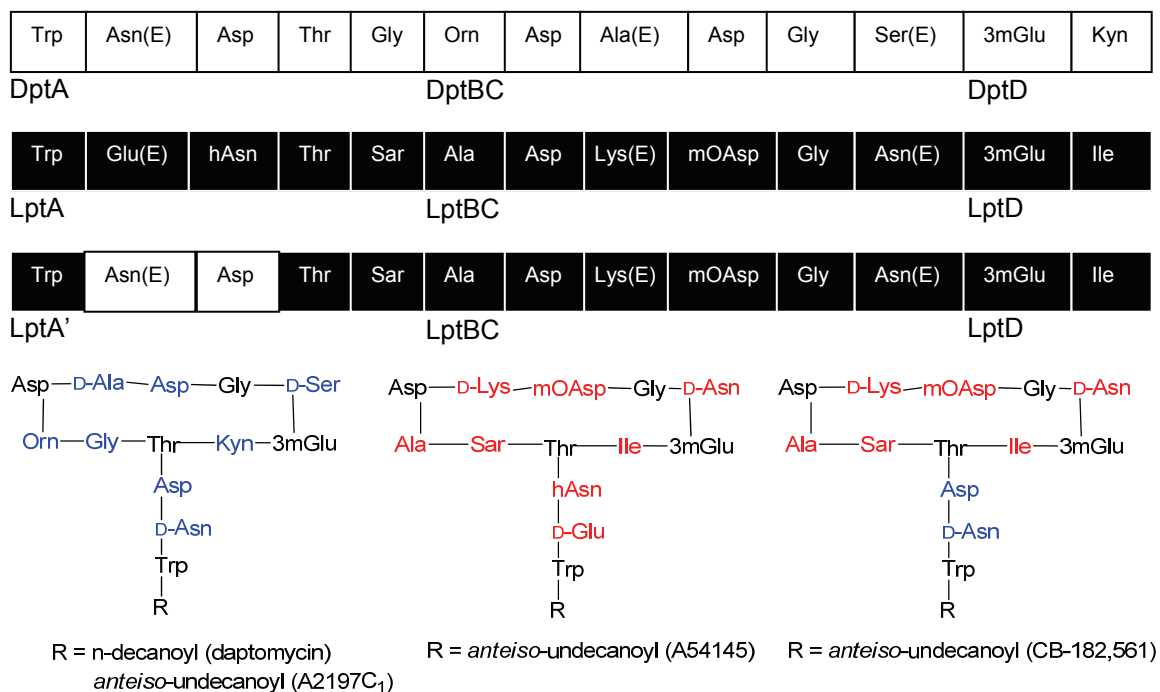 Trp Asn(E) Asp Thr Gly Orn Asp Ala(E) Asp Gly Ser(E) 3mGlu Kyn
DptA DptBC DptD
Trp Glu(E) hAsn Thr Sar Ala Asp Lys(E) mOAsp Gly Asn(E) 3mGlu Ile
LptA LptBC LptD
Trp Asn(E) Asp Thr Sar Ala Asp Lys(E) mOAsp Gly Asn(E) 3mGlu Ile
LptA' LptBC LptD
Asp D-Ala Asp Gly D-Ser
Orn Gly Thr Kyn 3mGlu
Asp
D-Asn
Trp
R
R = n-decanoyl (daptomycin)
anteiso-undecanoyl (A2197C1)
Asp D-Lys mOAsp Gly D-Asn
Ala Sar Thr Ile 3mGlu
hAsn
D-Glu
Trp
R
R = anteiso-undecanoyl (A54145)
Asp D-Lys mOAsp Gly D-Asn
Ala Sar Thr Ile 3mGlu
Asp
D-Asn
Trp
R
R = anteiso-undecanoyl (CB-182,561)